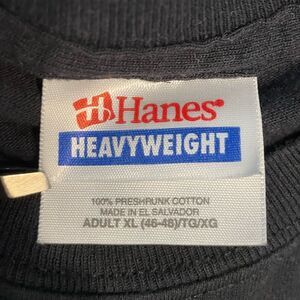 Hanes®
HEAVYWEIGHT
100% PRESHRUNK COTTON
MADE IN EL SALVADOR
ADULT XL (46-48)/TG/XG